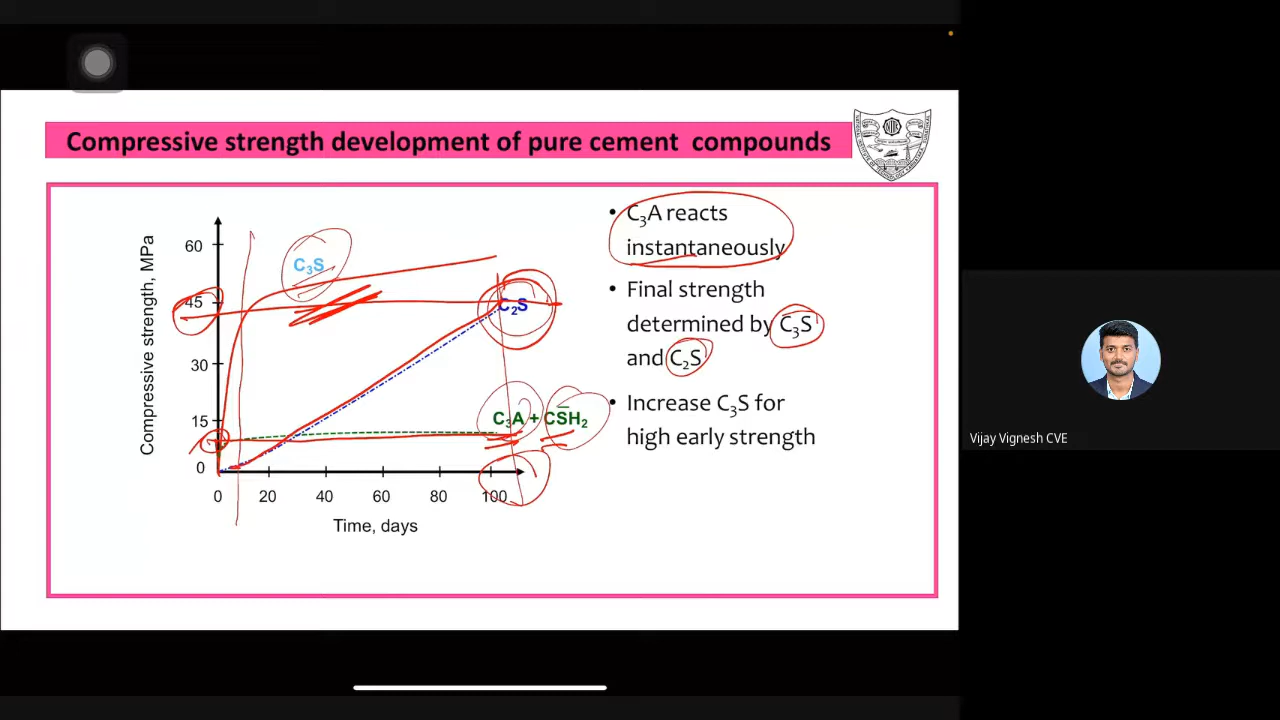 Compressive strength development of pure cement compounds
Compressive strength, MPa
60
45
30
15
0
C₃S
C₂S
C₃A + CS̅H₂
0 20 40 60 80 100
Time, days
• C₃A reacts
instantaneously
• Final strength
determined by C₃S
and C₂S
• Increase C₃S for
high early strength
Vijay Vignesh CVE